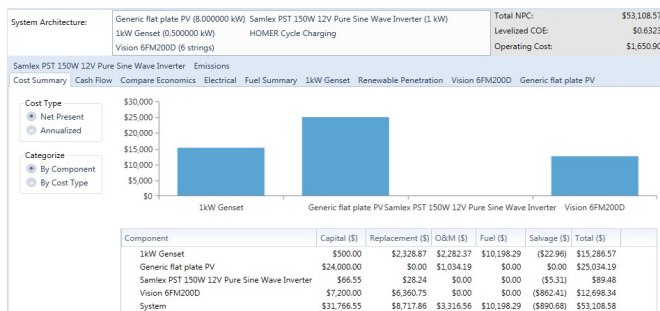 System Architecture:
Generic flat plate PV (8.000000 kW) Samlex PST 150W 12V Pure Sine Wave Inverter (1 kW)
1kW Genset (0.500000 kW) HOMER Cycle Charging
Vision 6FM200D (6 strings)
Total NPC: $53,108.57
Levelized COE: $0.6323
Operating Cost: $1,650.90
Samlex PST 150W 12V Pure Sine Wave Inverter Emissions
Cost Summary Cash Flow Compare Economics Electrical Fuel Summary 1kW Genset Renewable Penetration Vision 6FM200D Generic flat plate PV
Cost Type
Net Present
Annualized
Categorize
By Component
By Cost Type
$30,000
$25,000
$20,000
$15,000
$10,000
$5,000
$0
1kW Genset Generic flat plate PV Samlex PST 150W 12V Pure Sine Wave Inverter Vision 6FM200D
Component Capital ($) Replacement ($) O&M ($) Fuel ($) Salvage ($) Total ($)
1kW Genset $500.00 $2,328.87 $2,282.37 $10,198.29 ($22.96) $15,286.57
Generic flat plate PV $24,000.00 $0.00 $1,034.19 $0.00 $0.00 $25,034.19
Samlex PST 150W 12V Pure Sine Wave Inverter $66.55 $28.24 $0.00 $0.00 ($5.31) $89.48
Vision 6FM200D $7,200.00 $6,360.75 $0.00 $0.00 ($862.41) $12,698.34
System $31,766.55 $8,717.86 $3,316.56 $10,198.29 ($890.68) $53,108.58